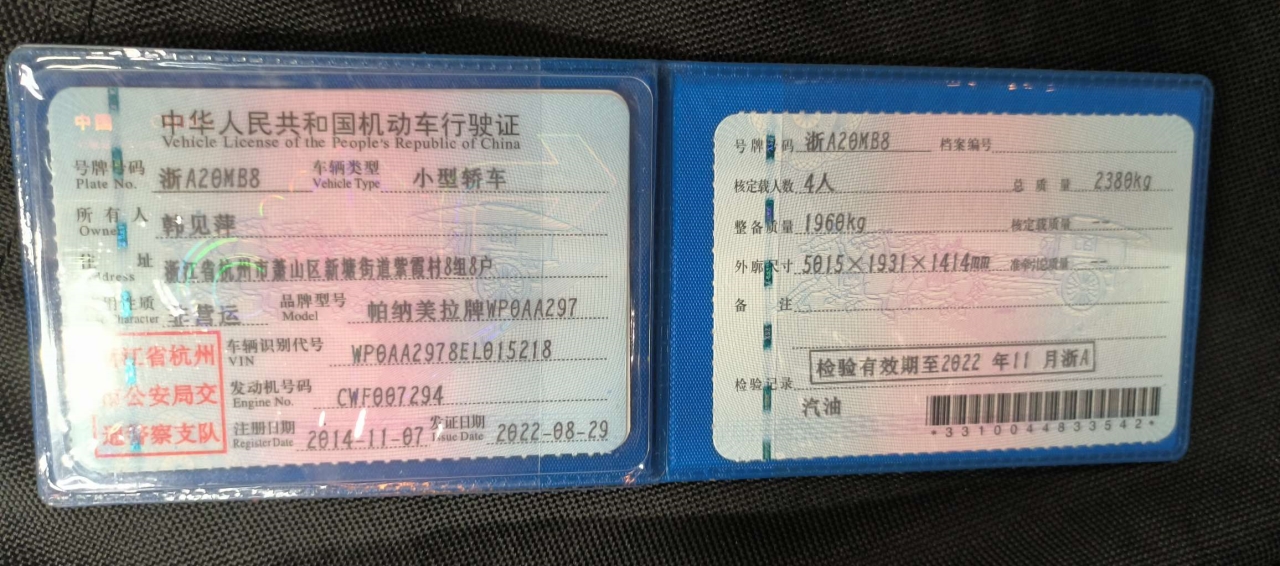 中国
中华人民共和国机动车行驶证
Vehicle License of the People's Republic of China
号牌号码 浙A20MB8 车辆类型 小型轿车
Plate No. Vehicle Type
所有人 韩见萍
Owner
住址 浙江省杭州市萧山区新塘街道紫霞村8组8户
Address
使用性质 非营运 品牌型号 帕纳美拉牌WP0AA297
Character Model
浙江省杭州
市公安局交
通警察支队
车辆识别代号 WP0AA2978EL015218
VIN
发动机号码 CWF007294
Engine No.
注册日期 2014-11-07 发证日期 2022-08-29
Register Date Issue Date
号牌号码 浙A20MB8 档案编号
核定载人数 4人 总质量 2380kg
整备质量 1960kg 核定载质量 --
外廓尺寸 5015×1931×1414mm 准牵引总质量 --
备注
检验有效期至2022 年11 月浙A
检验记录
汽油
*3310044833542*